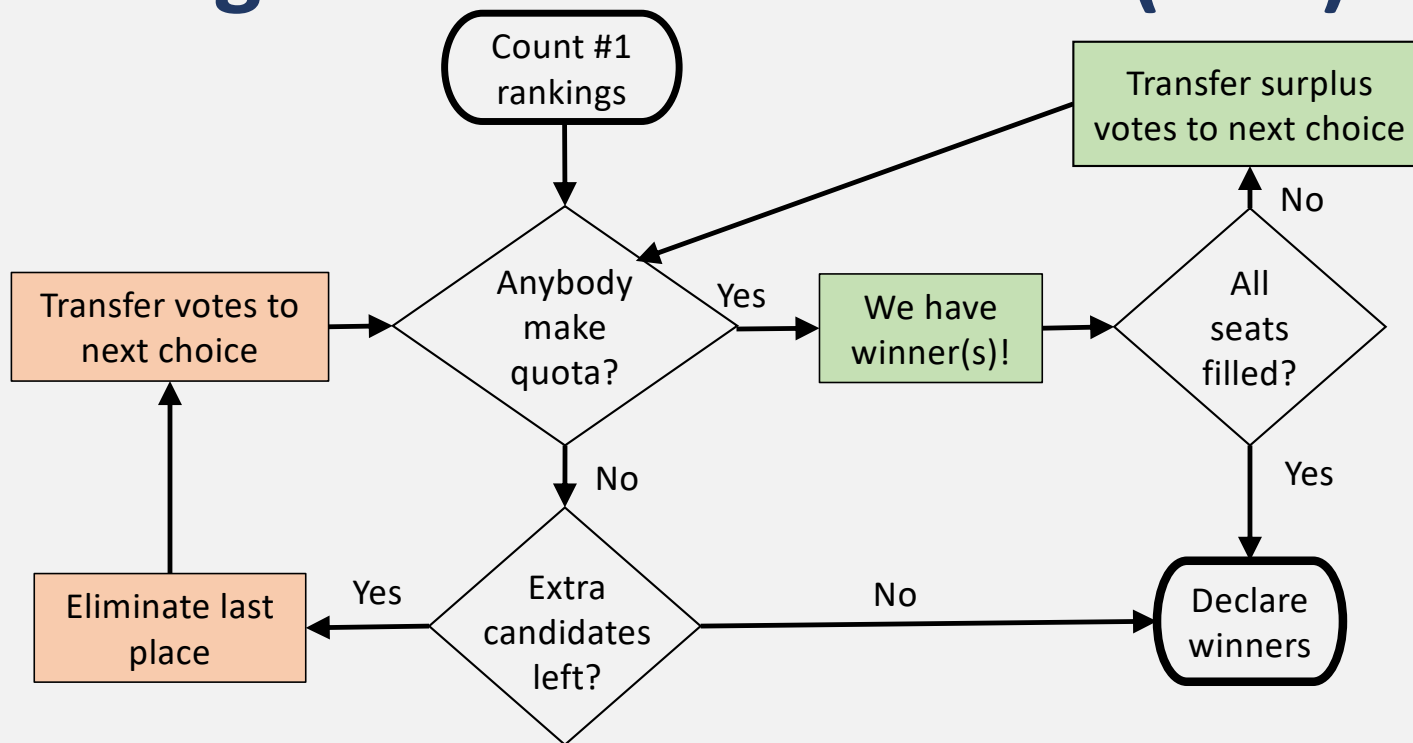 Count #1
rankings
Transfer surplus
votes to next choice
No
Anybody
make
quota?
Yes
We have
winner(s)!
All
seats
filled?
Transfer votes to
next choice
No
Yes
Extra
candidates
left?
Yes
No
Eliminate last
place
Declare
winners